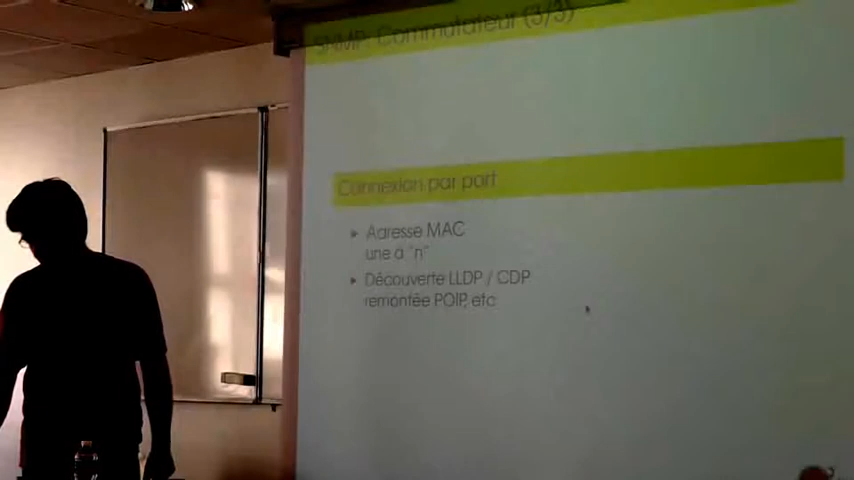 SNMP: Commutateur (3/3)
Connexion par port
Adresse MAC
une à "n"
Découverte LLDP / CDP
remontée POIP, etc